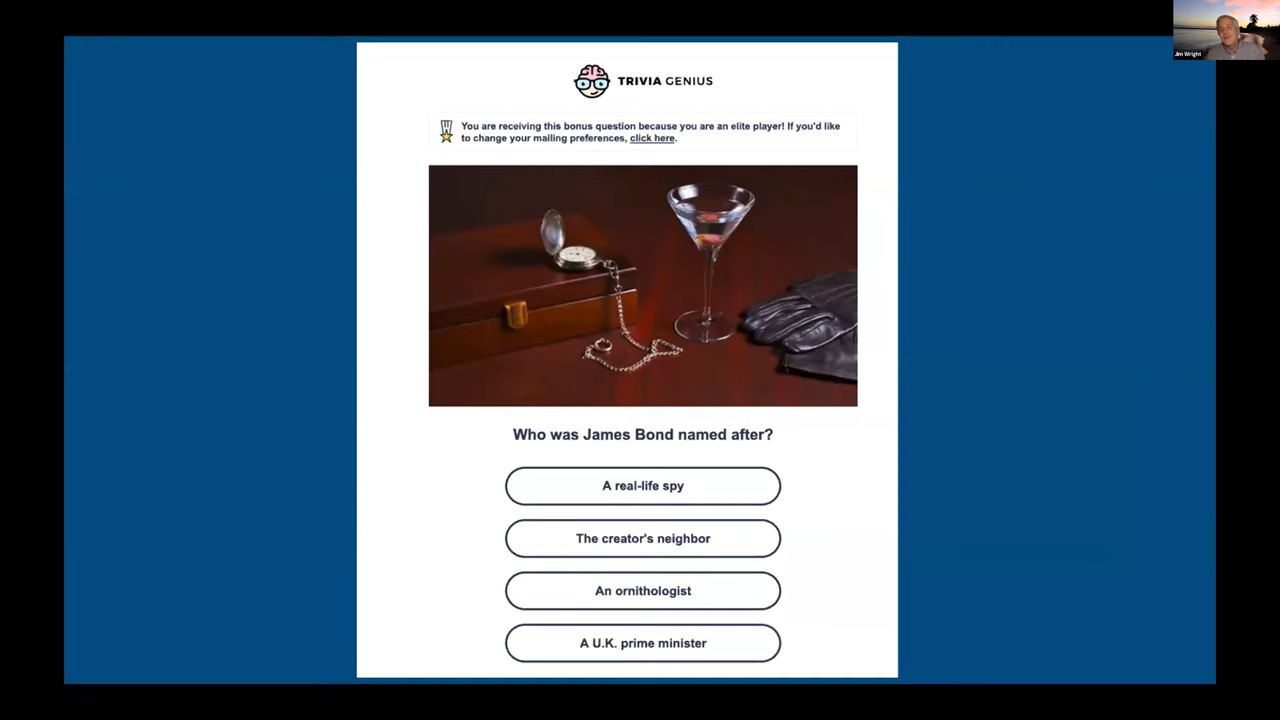 Jim Wright
TRIVIA GENIUS
You are receiving this bonus question because you are an elite player! If you'd like
to change your mailing preferences, click here.
Who was James Bond named after?
A real-life spy
The creator's neighbor
An ornithologist
A U.K. prime minister